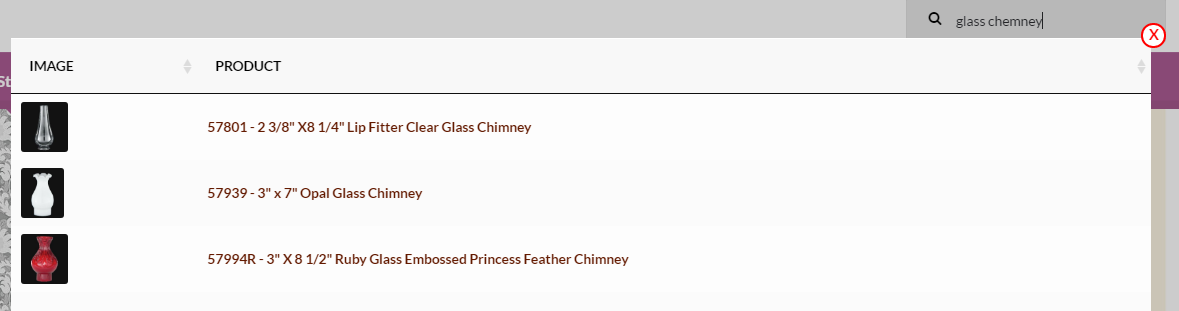 glass chemney
X
St
IMAGE PRODUCT
57801 - 2 3/8" X8 1/4" Lip Fitter Clear Glass Chimney
57939 - 3" x 7" Opal Glass Chimney
57994R - 3" X 8 1/2" Ruby Glass Embossed Princess Feather Chimney